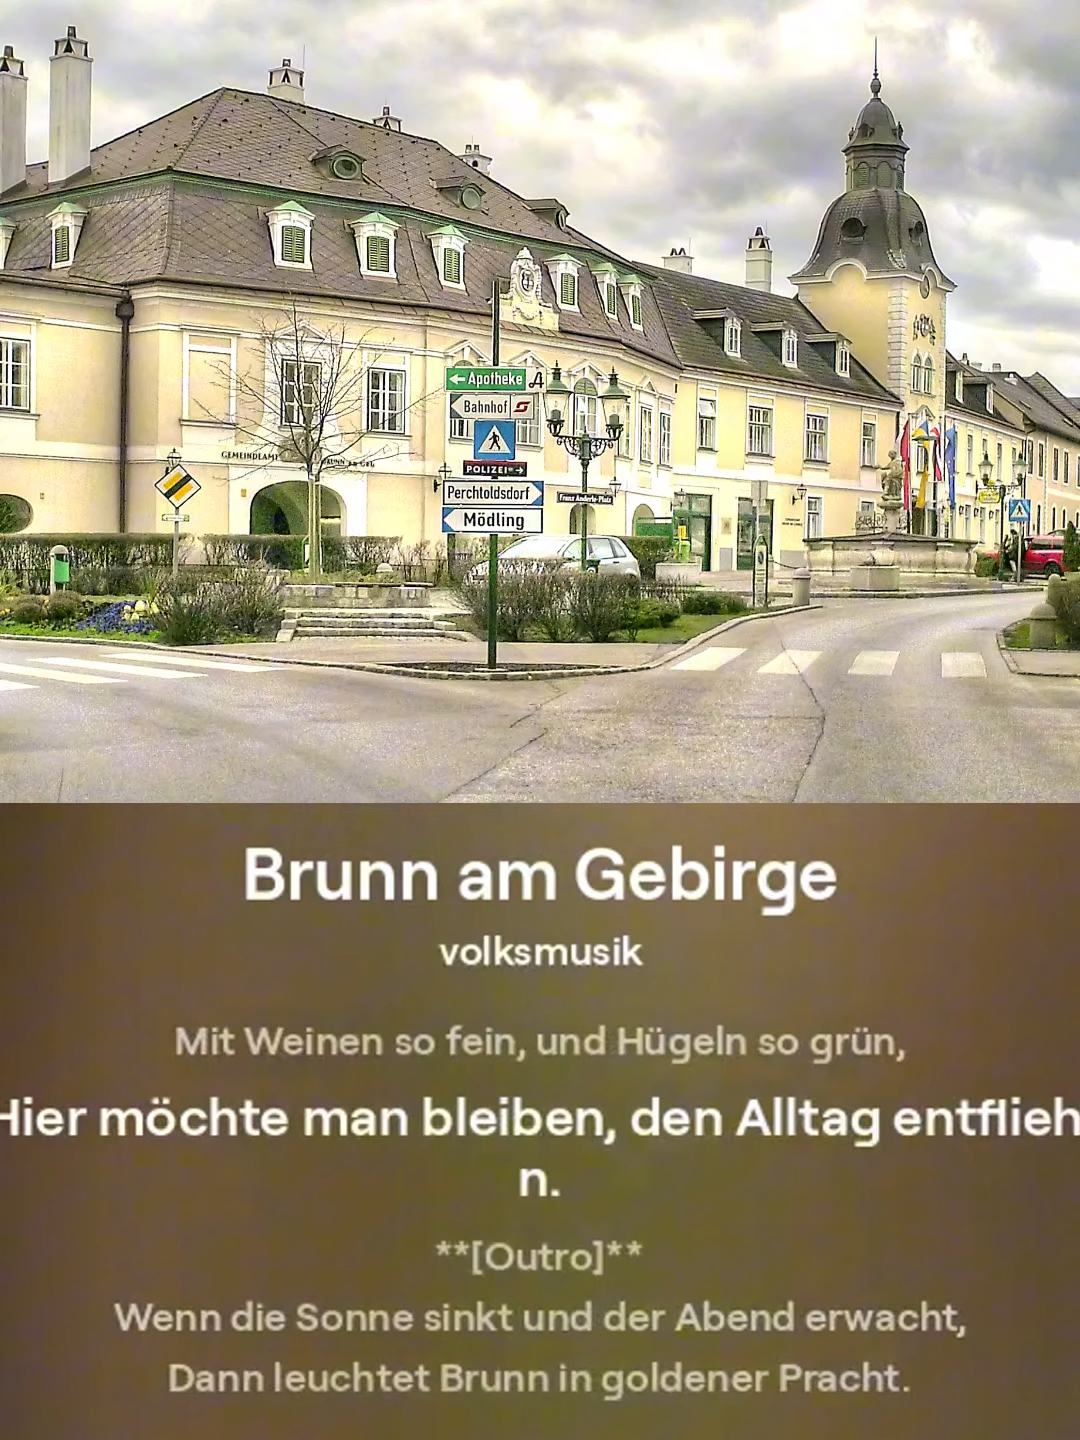 Apotheke A
Bahnhof
POLIZEI
Perchtoldsdorf
Mödling
Franz Anderle-Platz
GEMEINDEAMT BRUNN
Brunn am Gebirge
volksmusik
Mit Weinen so fein, und Hügeln so grün,
Hier möchte man bleiben, den Alltag entflieh
n.
**[Outro]**
Wenn die Sonne sinkt und der Abend erwacht,
Dann leuchtet Brunn in goldener Pracht.